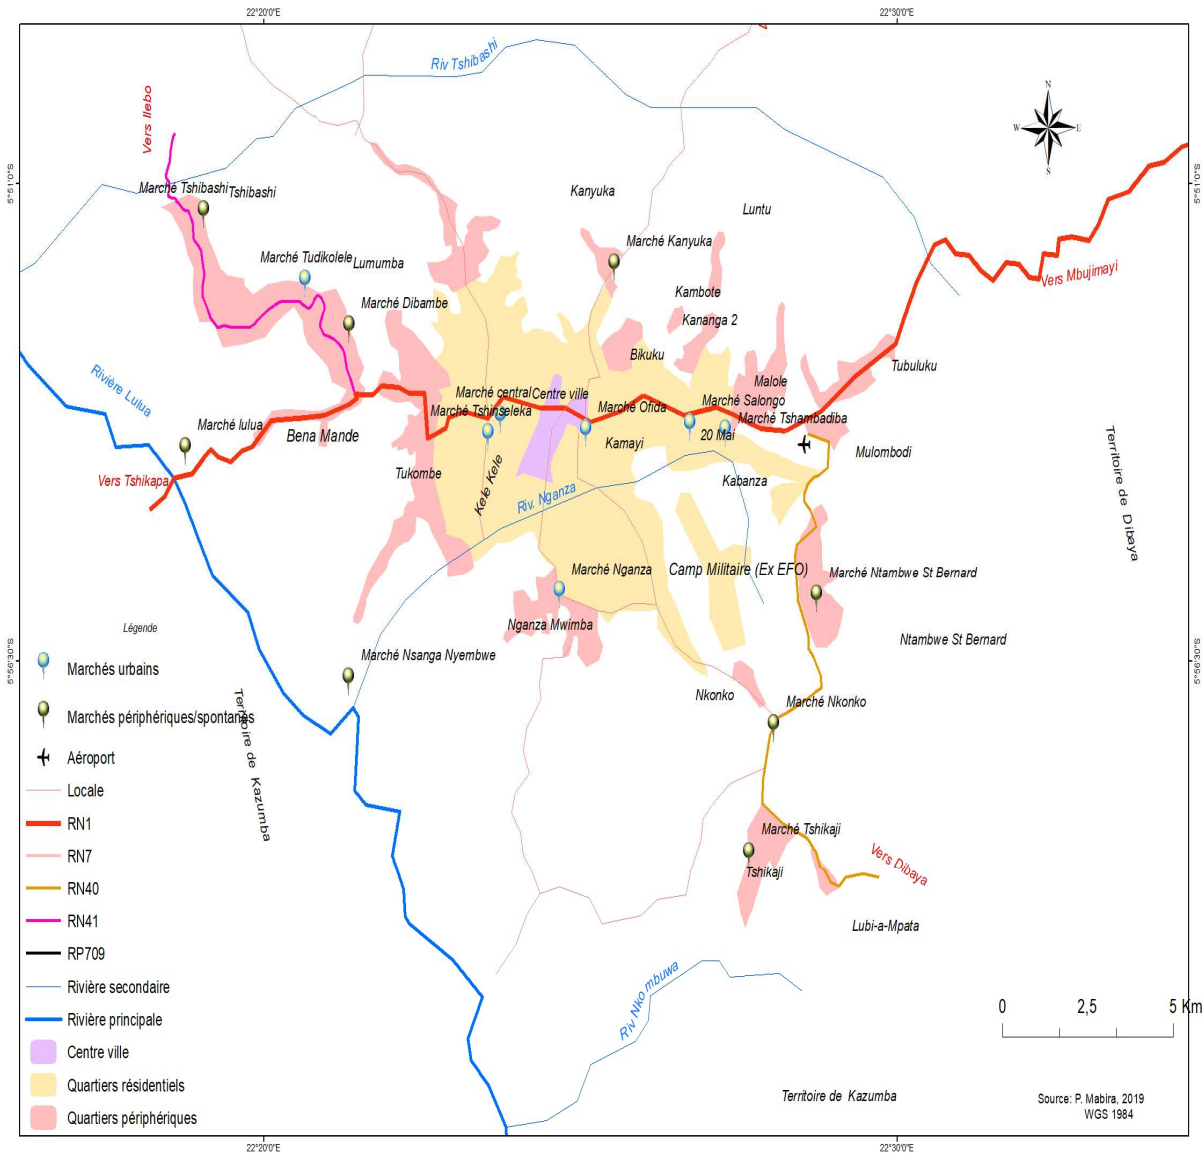 22°20'0"E
22°30'0"E
Riv Tshibashi
Vers Ilebo
N
W
E
S
5°51'0"S
5°51'0"S
Marché Tshibashi
Tshibashi
Kanyuka
Luntu
Marché Kanyuka
Marché Tudikolele
Lumumba
Vers Mbujimayi
Marché Dibambe
Kambote
Kananga 2
Bikuku
Tubuluku
Rivière Lulua
Malole
Marché central
Centre ville
Marché Salongo
Marché Tshinseleka
Marché Ofida
Marché Tshambadiba
Marché lulua
Bena Mande
Kamayi
20 Mai
Mulombodi
Territoire de Dibaya
Vers Tshikapa
Tukombe
Kele Kele
Kabanza
Riv. Nganza
Marché Nganza
Camp Militaire (Ex EFO)
Marché Ntambwe St Bernard
Nganza Mwimba
Légende
Ntambwe St Bernard
5°56'30"S
5°56'30"S
Marchés urbains
Marché Nsanga Nyembwe
Nkonko
Marché Nkonko
Marchés périphériques/spontanés
Territoire de Kazumba
Aéroport
Locale
RN1
Marché Tshikaji
RN7
Vers Dibaya
Tshikaji
RN40
RN41
Lubi-a-Mpata
RP709
Riv Nko mbuwa
Rivière secondaire
0 2,5 5 Km
Rivière principale
Centre ville
Quartiers résidentiels
Territoire de Kazumba
Source: P. Mabira, 2019
WGS 1984
Quartiers périphériques
22°20'0"E
22°30'0"E